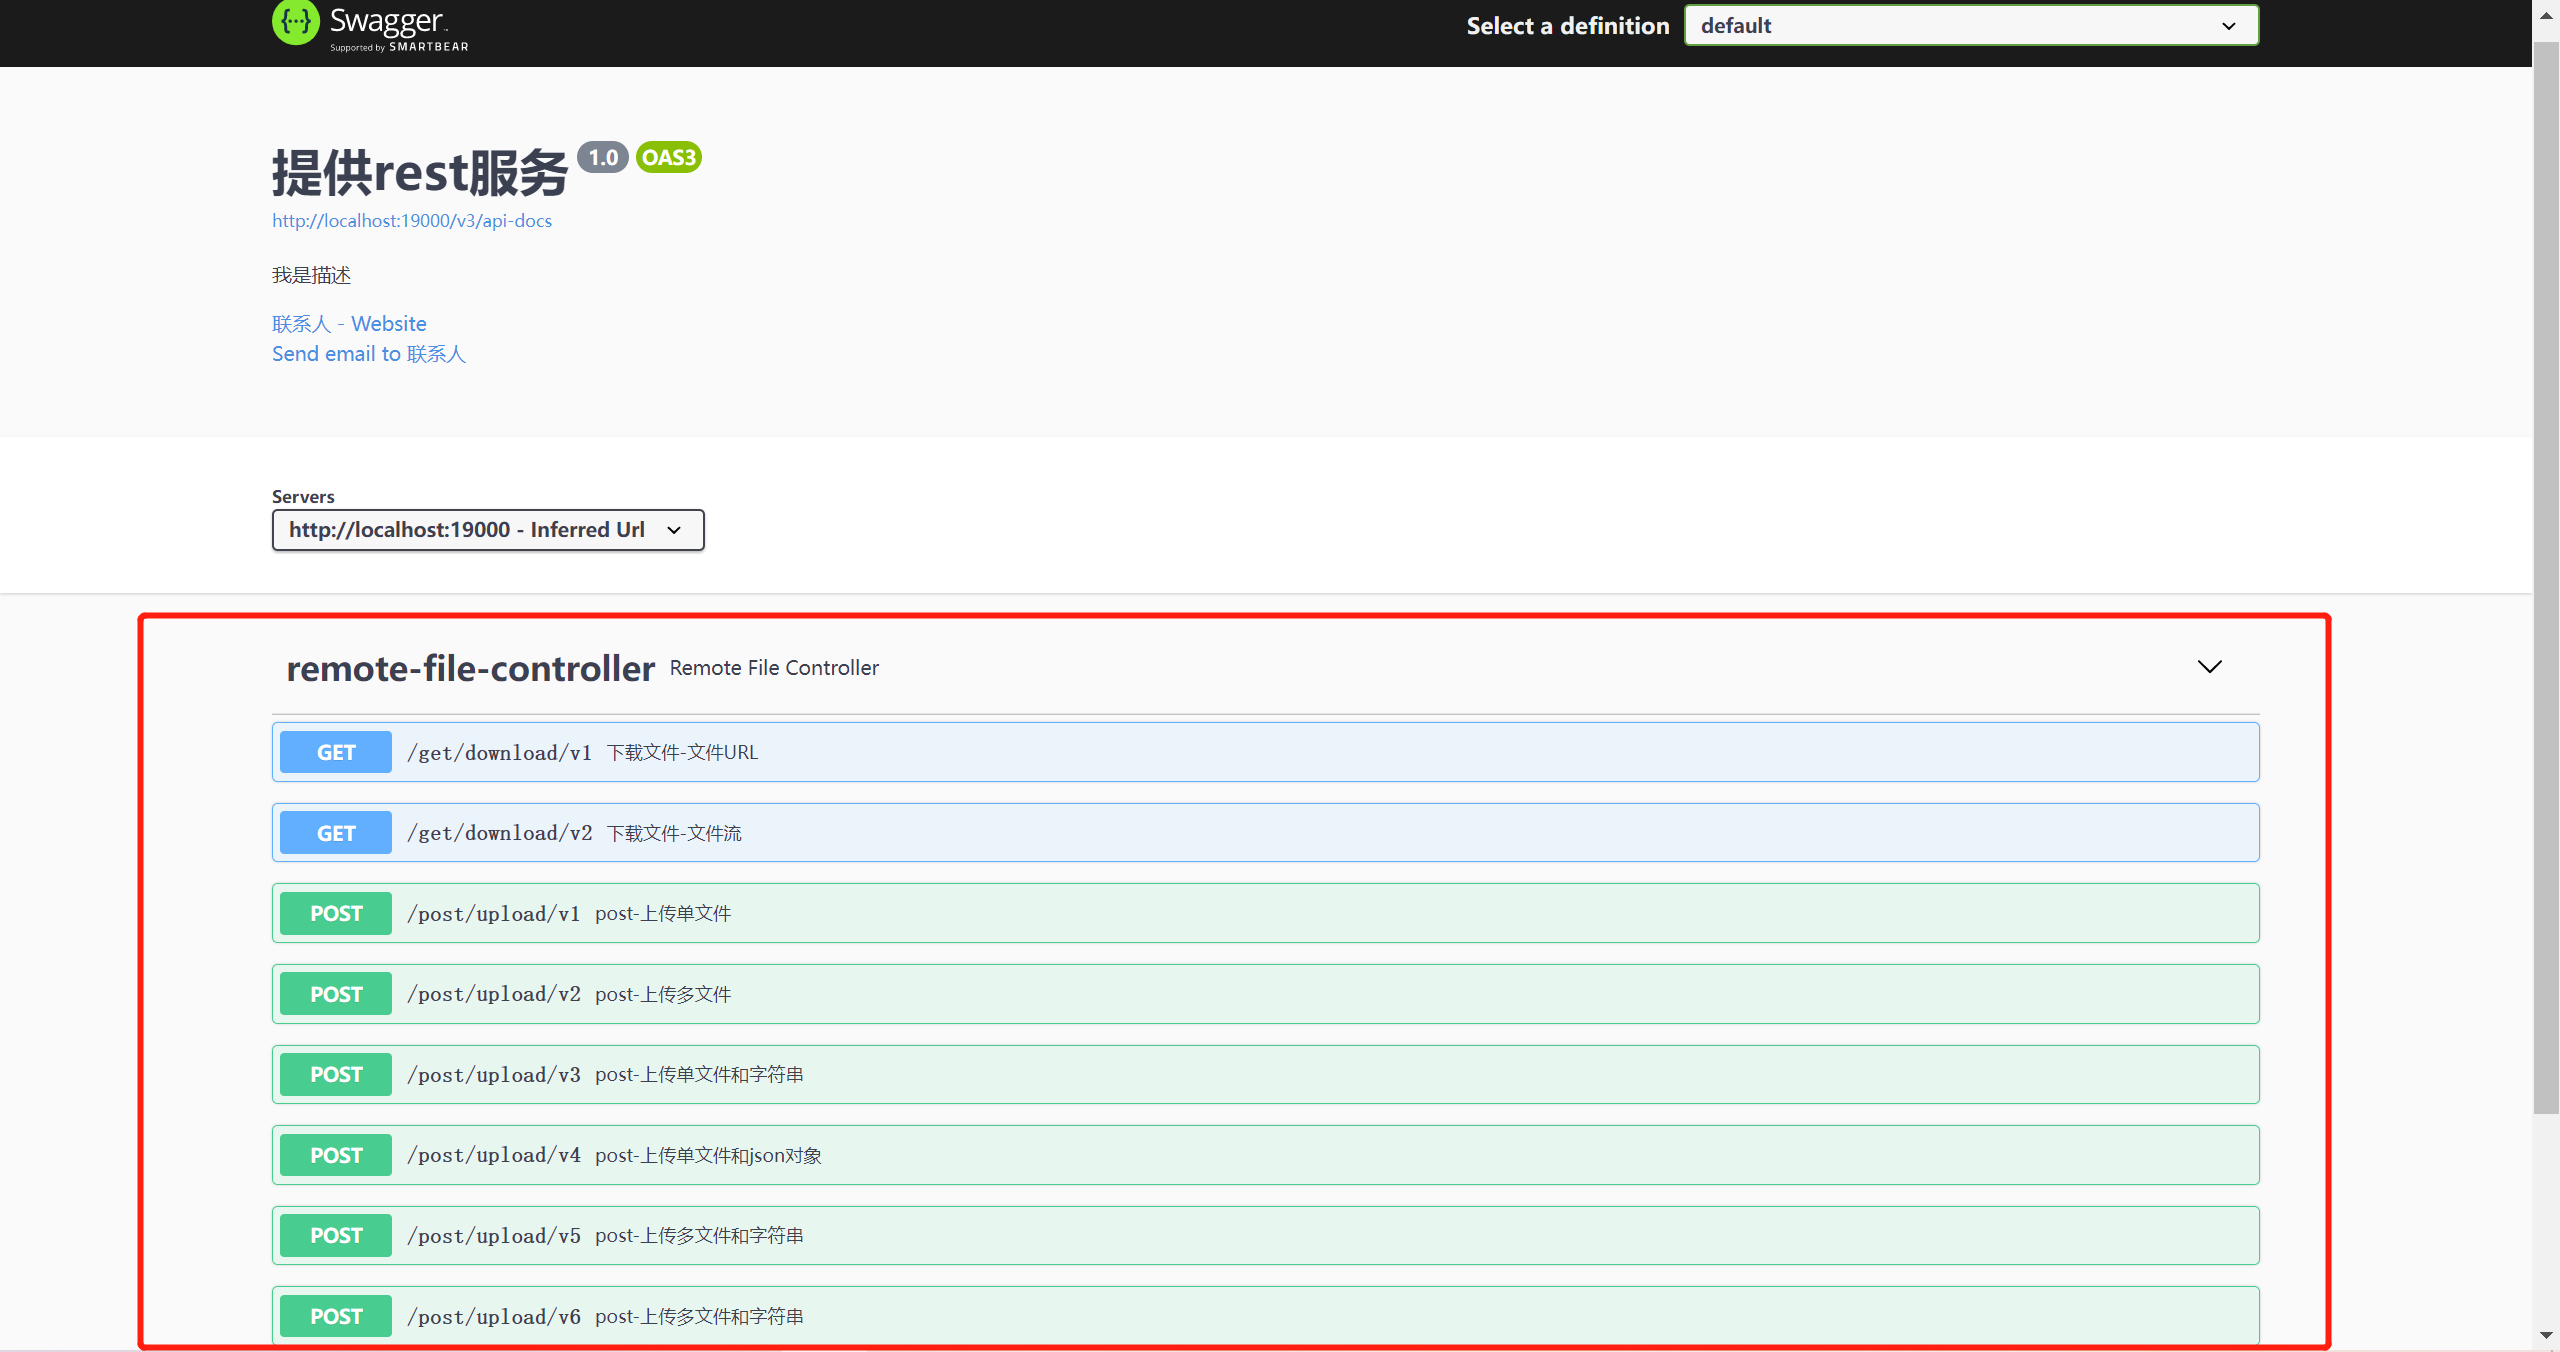 Swagger
Supported by SMARTBEAR
Select a definition
default
提供rest服务 1.0 OAS3
http://localhost:19000/v3/api-docs
我是描述
联系人 - Website
Send email to 联系人
Servers
http://localhost:19000 - Inferred Url
remote-file-controller Remote File Controller
GET /get/download/v1 下载文件-文件URL
GET /get/download/v2 下载文件-文件流
POST /post/upload/v1 post-上传单文件
POST /post/upload/v2 post-上传多文件
POST /post/upload/v3 post-上传单文件和字符串
POST /post/upload/v4 post-上传单文件和json对象
POST /post/upload/v5 post-上传多文件和字符串
POST /post/upload/v6 post-上传多文件和字符串